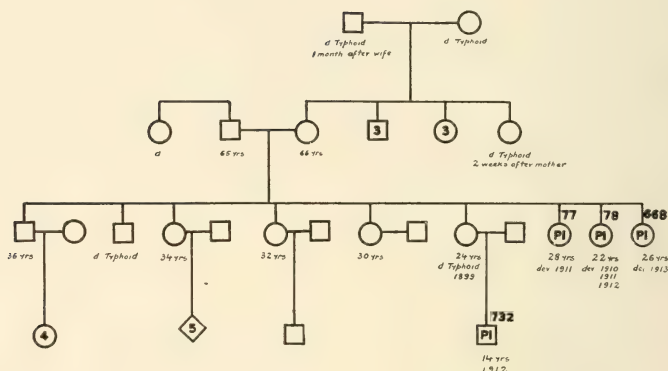 d Typhoid
1 month after wife
d Typhoid
3
3
d
65 yrs
66 yrs
d Typhoid
2 weeks after mother
77
78
668
PI
PI
PI
36 yrs
d Typhoid
34 yrs
32 yrs
30 yrs
24 yrs
d Typhoid
1899
28 yrs
dev 1911
22 yrs
dev 1910
1911
1912
26 yrs
1913
4
5
732
PI
14 yrs